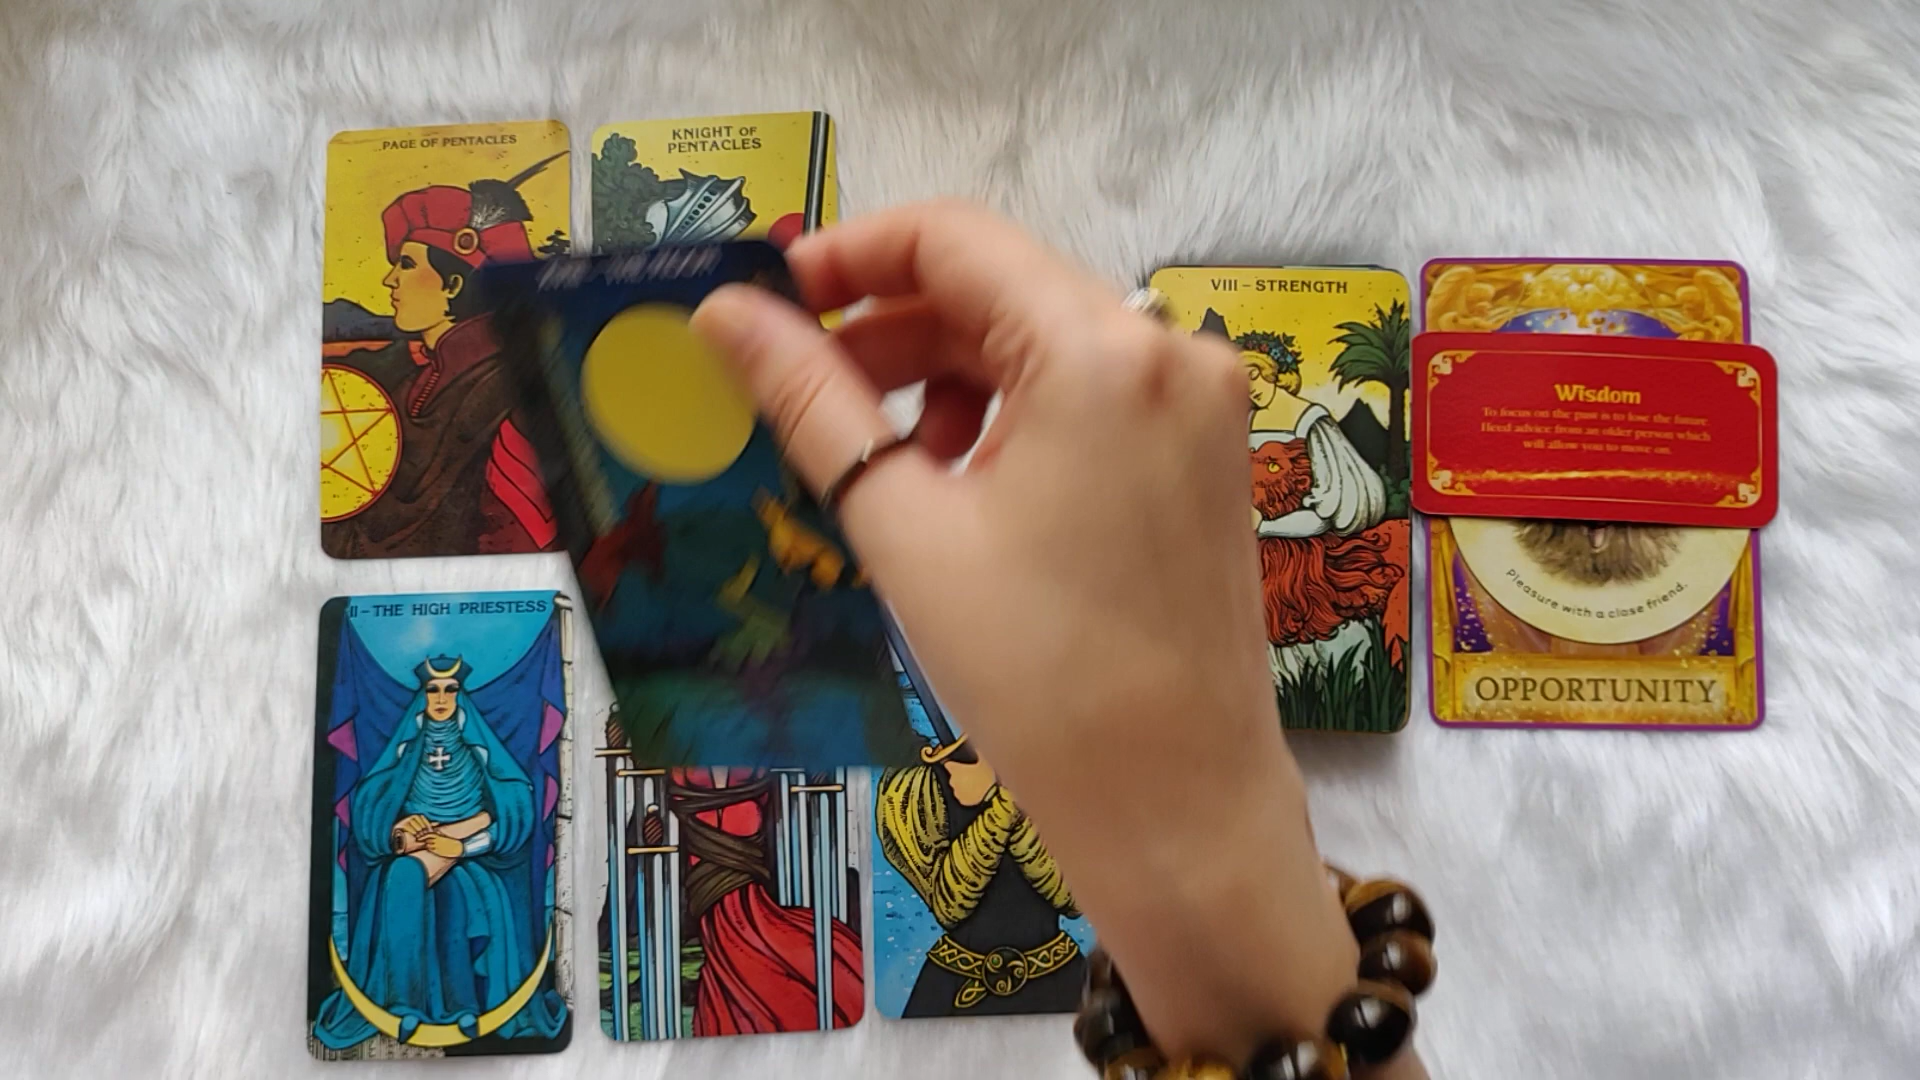 PAGE OF PENTACLES
KNIGHT OF
PENTACLES
VIII – STRENGTH
Wisdom
To focus on the past is to lose the future.
Heed advice from an older person which
will allow you to move on.
Pleasure with a close friend.
OPPORTUNITY
II – THE HIGH PRIESTESS